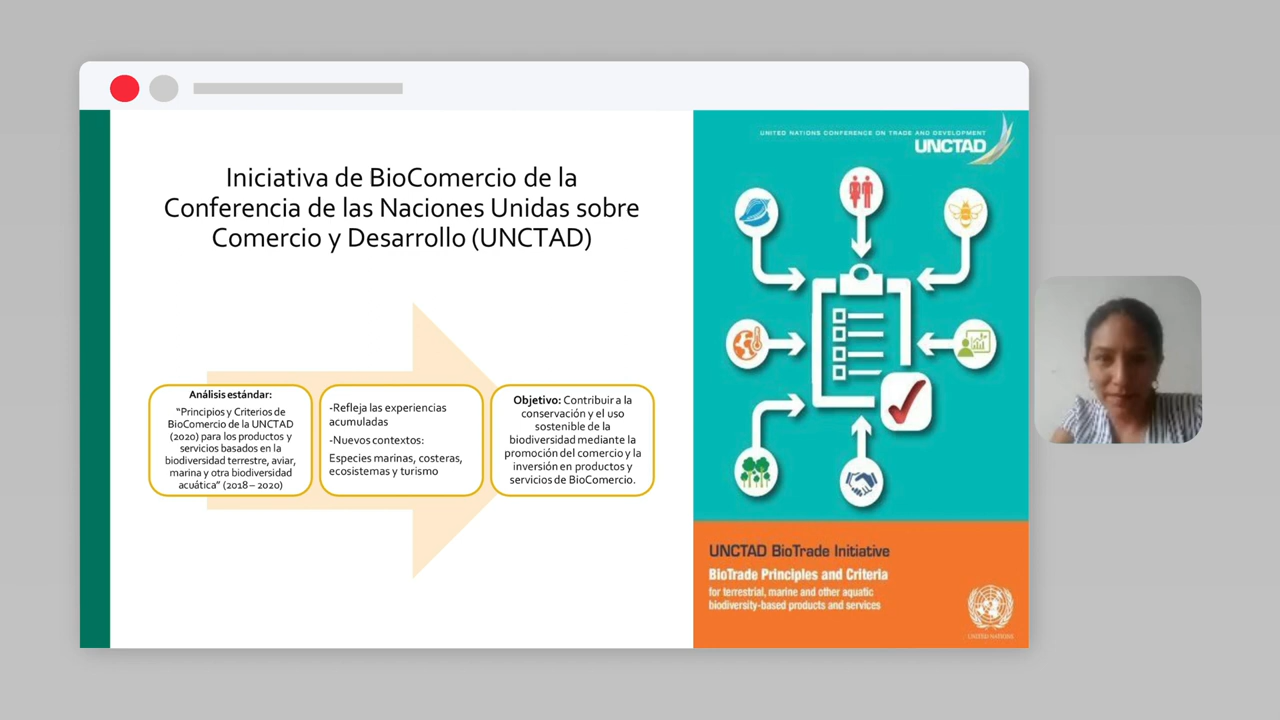 Iniciativa de BioComercio de la
Conferencia de las Naciones Unidas sobre
Comercio y Desarrollo (UNCTAD)
Análisis estándar:
“Principios y Criterios de
BioComercio de la UNCTAD
(2020) para los productos y
servicios basados en la
biodiversidad terrestre, aviar,
marina y otra biodiversidad
acuática” (2018 – 2020)
-Refleja las experiencias
acumuladas
-Nuevos contextos:
Especies marinas, costeras,
ecosistemas y turismo
Objetivo: Contribuir a la
conservación y el uso
sostenible de la
biodiversidad mediante la
promoción del comercio y la
inversión en productos y
servicios de BioComercio.
UNITED NATIONS CONFERENCE ON TRADE AND DEVELOPMENT
UNCTAD
UNCTAD BioTrade Initiative
BioTrade Principles and Criteria
for terrestrial, marine and other aquatic
biodiversity-based products and services
UNITED NATIONS